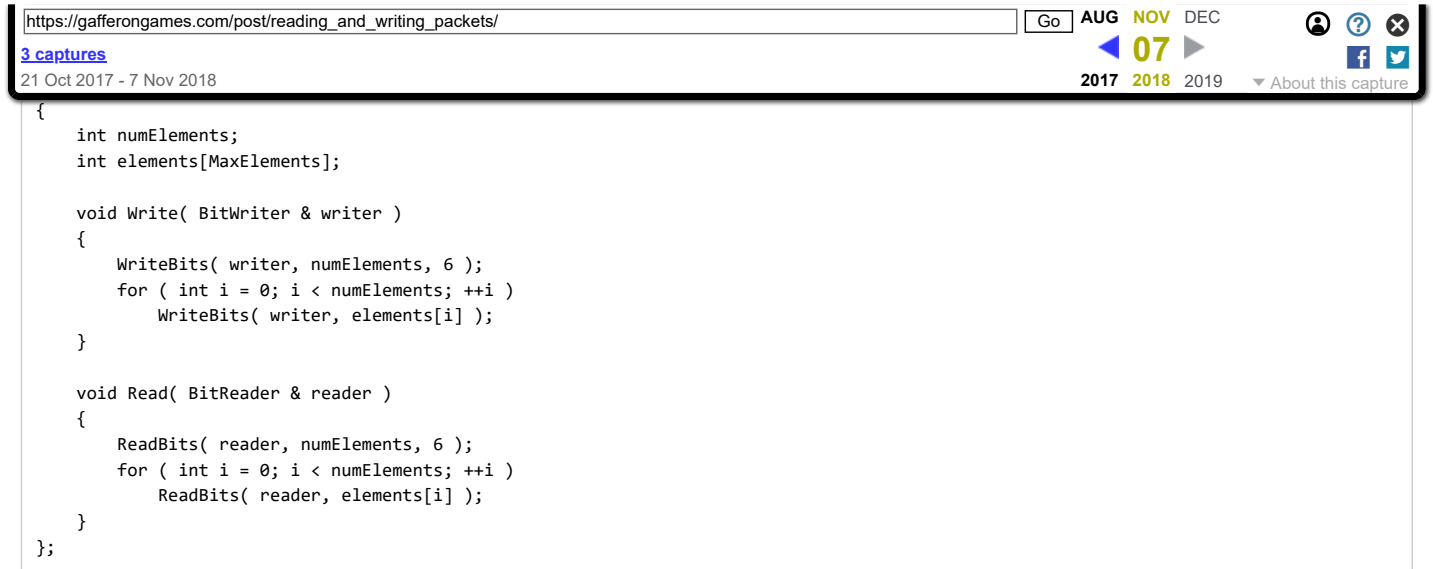 https://gafferongames.com/post/reading_and_writing_packets/ Go AUG NOV DEC
3 captures 07
21 Oct 2017 - 7 Nov 2018 2017 2018 2019 ▼ About this capture
{
    int numElements;
    int elements[MaxElements];

    void Write( BitWriter & writer )
    {
        WriteBits( writer, numElements, 6 );
        for ( int i = 0; i < numElements; ++i )
            WriteBits( writer, elements[i] );
    }

    void Read( BitReader & reader )
    {
        ReadBits( reader, numElements, 6 );
        for ( int i = 0; i < numElements; ++i )
            ReadBits( reader, elements[i] );
    }
};